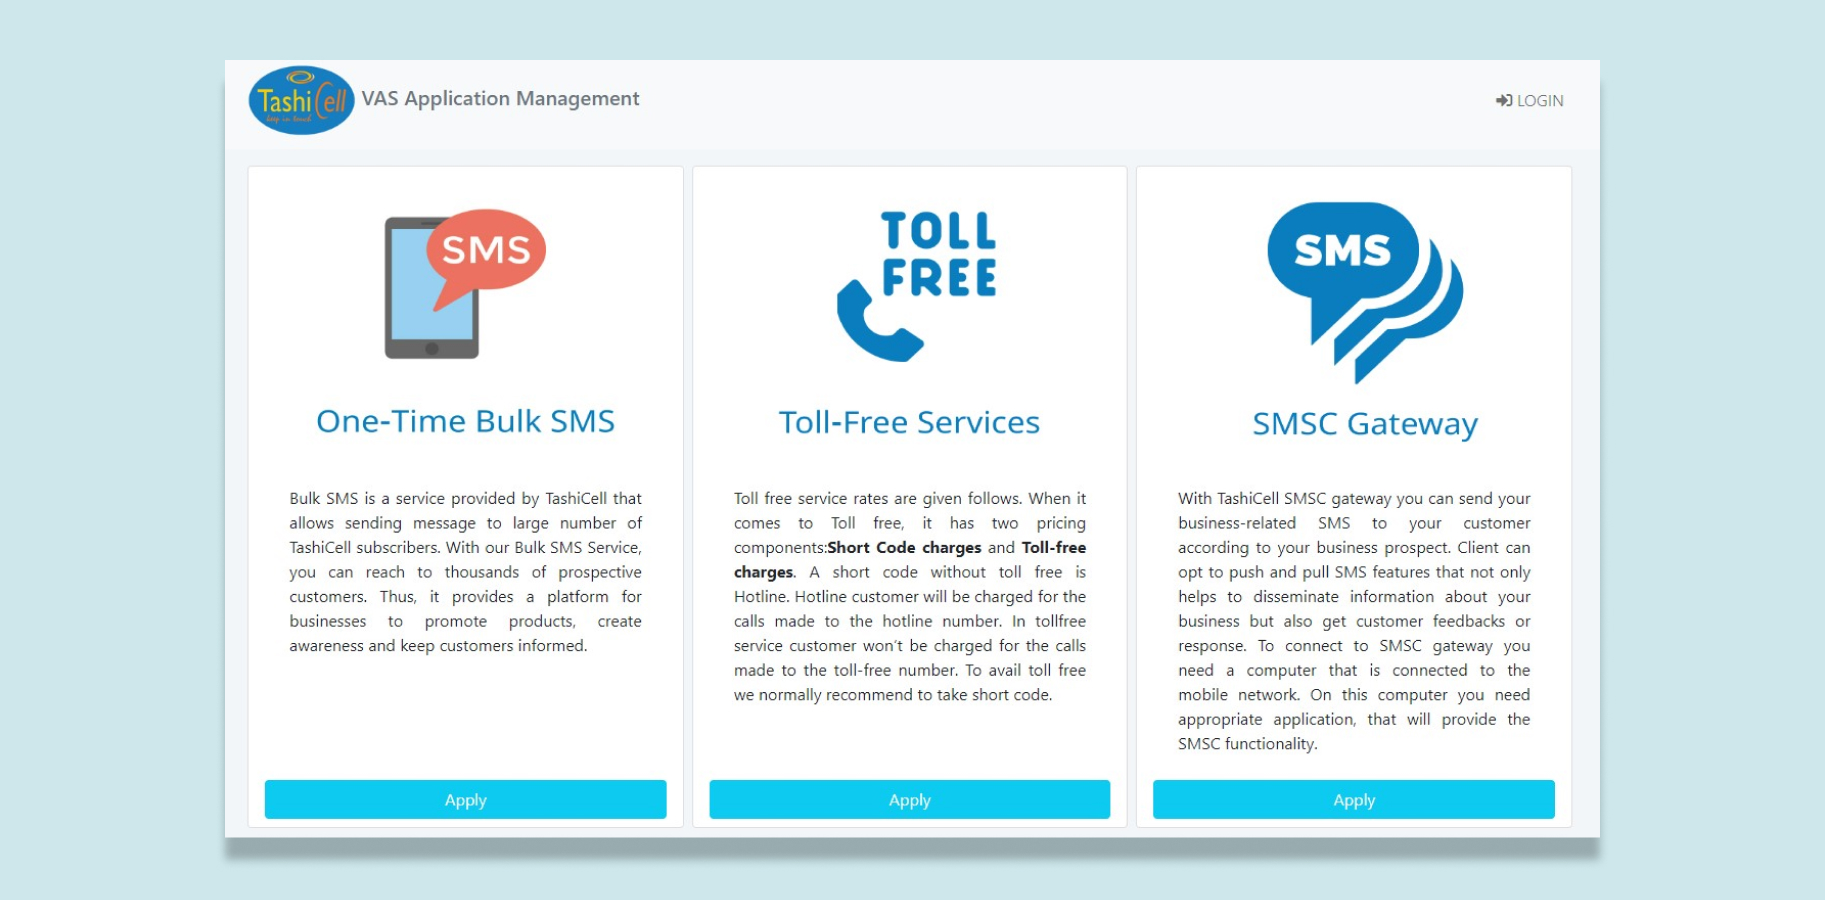 TashiCell
keep in touch
VAS Application Management
LOGIN
SMS
One-Time Bulk SMS
Bulk SMS is a service provided by TashiCell that
allows sending message to large number of
TashiCell subscribers. With our Bulk SMS Service,
you can reach to thousands of prospective
customers. Thus, it provides a platform for
businesses to promote products, create
awareness and keep customers informed.
Apply
TOLL
FREE
Toll-Free Services
Toll free service rates are given follows. When it
comes to Toll free, it has two pricing
components:Short Code charges and Toll-free
charges. A short code without toll free is
Hotline. Hotline customer will be charged for the
calls made to the hotline number. In tollfree
service customer won't be charged for the calls
made to the toll-free number. To avail toll free
we normally recommend to take short code.
Apply
SMS
SMSC Gateway
With TashiCell SMSC gateway you can send your
business-related SMS to your customer
according to your business prospect. Client can
opt to push and pull SMS features that not only
helps to disseminate information about your
business but also get customer feedbacks or
response. To connect to SMSC gateway you
need a computer that is connected to the
mobile network. On this computer you need
appropriate application, that will provide the
SMSC functionality.
Apply